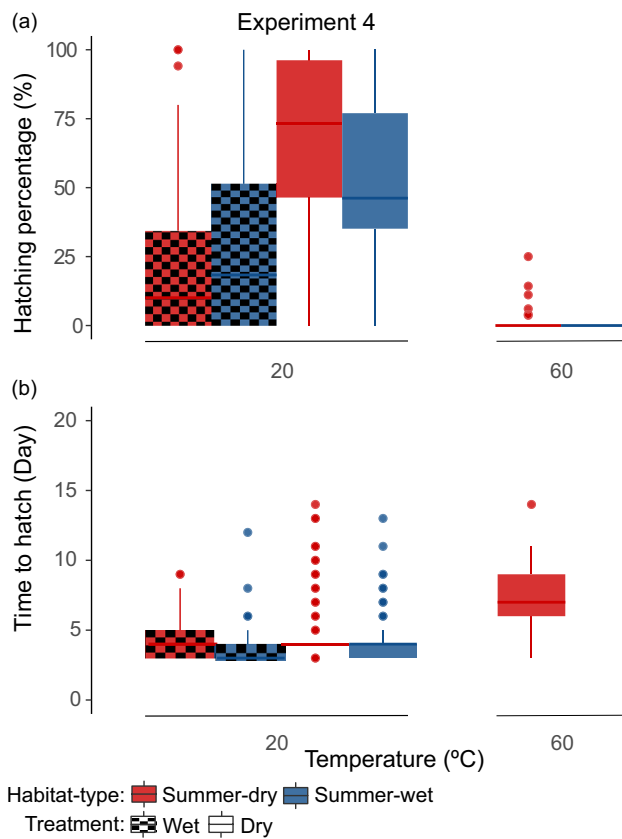 (a)
Experiment 4
Hatching percentage (%)
100
75
50
25
0
20
60
(b)
Time to hatch (Day)
20
15
10
5
0
20
60
Temperature (ºC)
Habitat-type: Summer-dry Summer-wet
Treatment: Wet Dry